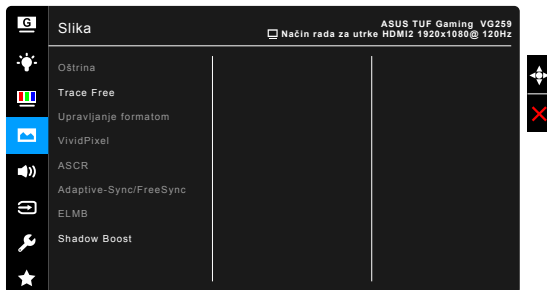 G
Slika
ASUS TUF Gaming VG259
Način rada za utrke HDMI2 1920x1080@ 120Hz
Oštrina
Trace Free
Upravljanje formatom
VividPixel
ASCR
Adaptive-Sync/FreeSync
ELMB
Shadow Boost